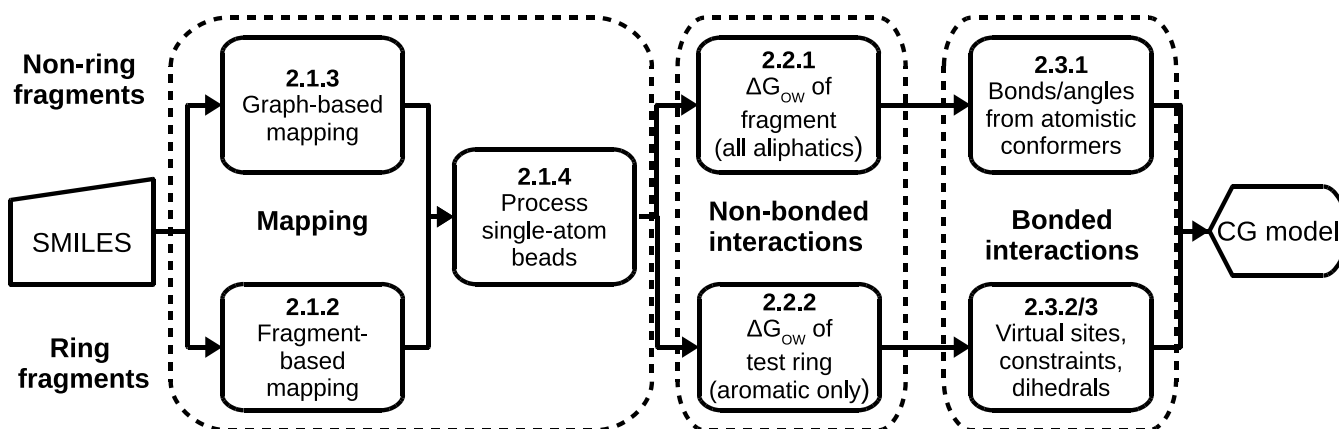 Non-ring
fragments
SMILES
Ring
fragments
2.1.3
Graph-based
mapping
Mapping
2.1.2
Fragment-
based
mapping
2.1.4
Process
single-atom
beads
2.2.1
ΔG_OW of
fragment
(all aliphatics)
Non-bonded
interactions
2.2.2
ΔG_OW of
test ring
(aromatic only)
2.3.1
Bonds/angles
from atomistic
conformers
Bonded
interactions
2.3.2/3
Virtual sites,
constraints,
dihedrals
CG model